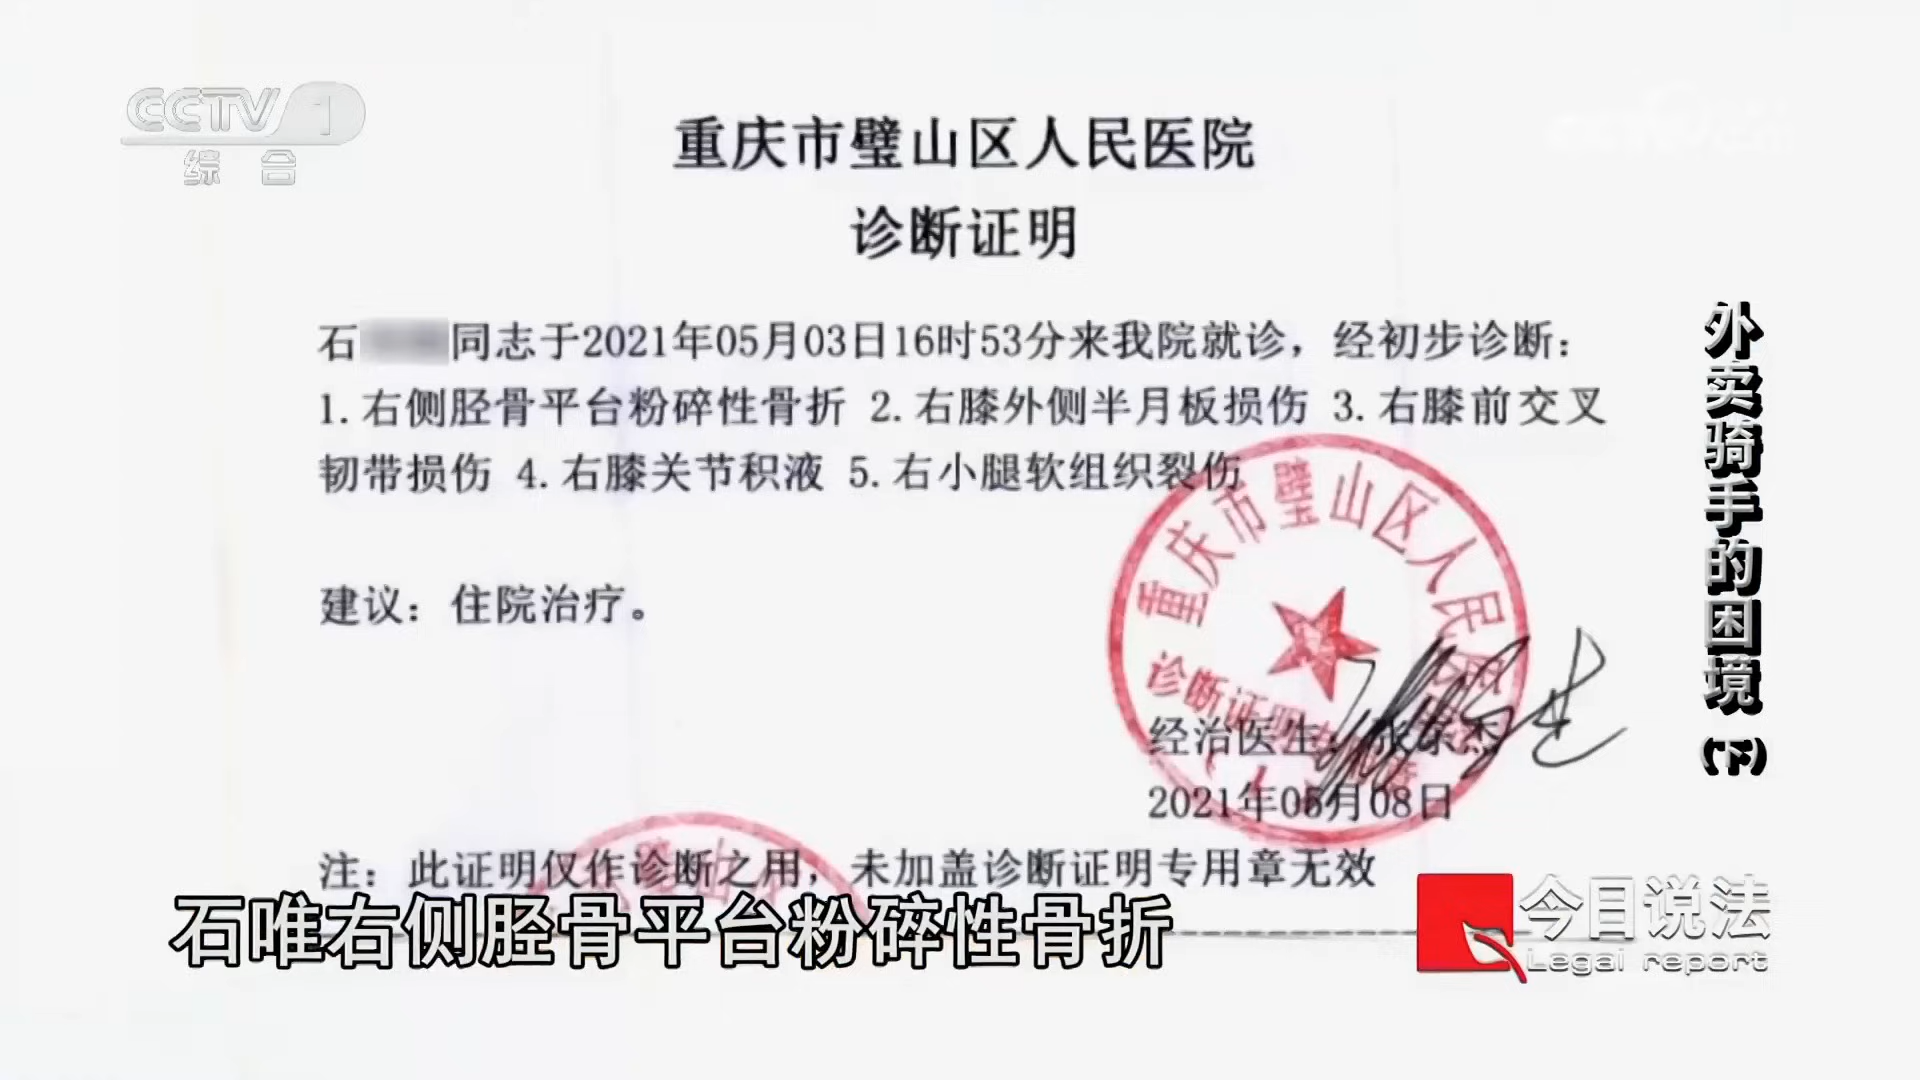 CCTV 1
综合
重庆市璧山区人民医院
诊断证明
石
同志于2021年05月03日16时53分来我院就诊，经初步诊断：
1.右侧胫骨平台粉碎性骨折 2.右膝外侧半月板损伤 3.右膝前交叉
韧带损伤 4.右膝关节积液 5.右小腿软组织裂伤
建议：住院治疗。
重庆市璧山区人民
诊断证明
经治医生：
2021年05月08日
注：此证明仅作诊断之用，未加盖诊断证明专用章无效
璧山区
外卖骑手的困境（下）
石唯右侧胫骨平台粉碎性骨折
今日说法
Legal report